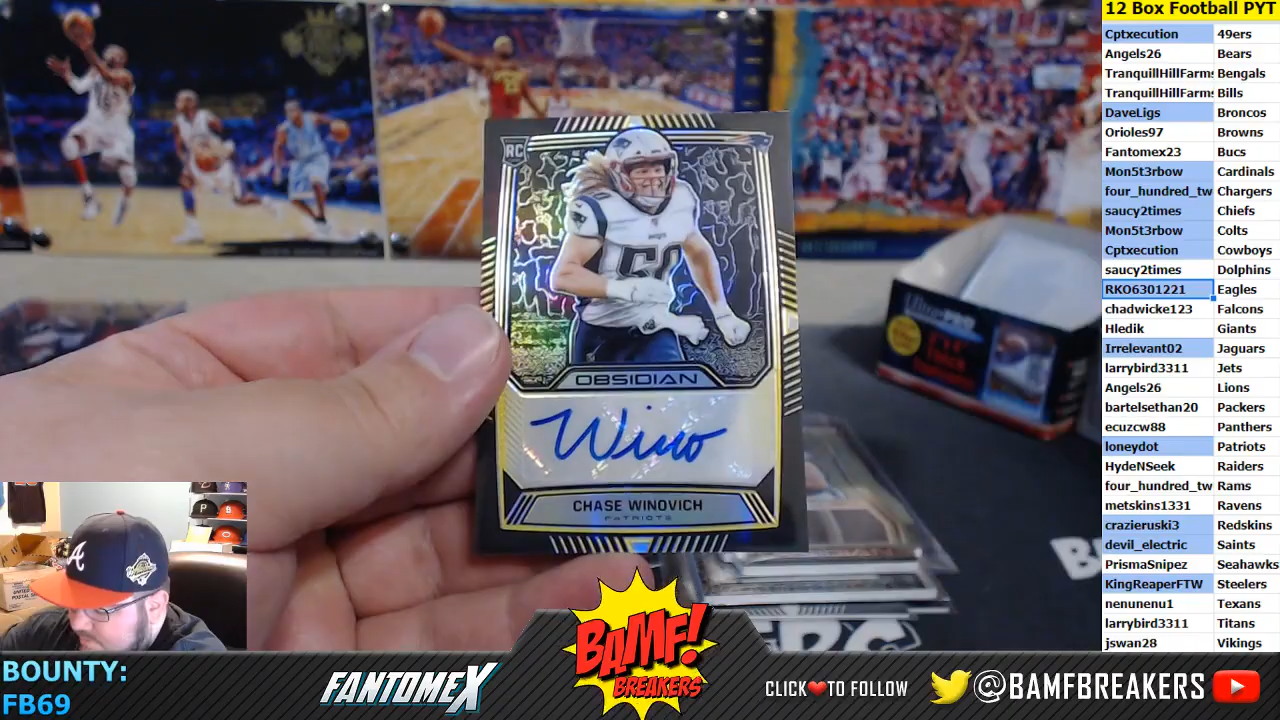 12 Box Football PYT
Cptxecution 49ers
Angels26 Bears
TranquillHillFarms Bengals
TranquillHillFarms Bills
DaveLigs Broncos
Orioles97 Browns
Fantomex23 Bucs
Mon5t3rbow Cardinals
four_hundred_tw Chargers
saucy2times Chiefs
Mon5t3rbow Colts
Cptxecution Cowboys
saucy2times Dolphins
RKO6301221 Eagles
chadwicke123 Falcons
Hledik Giants
Irrelevant02 Jaguars
larrybird3311 Jets
Angels26 Lions
bartelsethan20 Packers
ecuzcw88 Panthers
loneydot Patriots
HydeNSeek Raiders
four_hundred_tw Rams
metskins1331 Ravens
crazieruski3 Redskins
devil_electric Saints
PrismaSnipez Seahawks
KingReaperFTW Steelers
nenunenu1 Texans
larrybird3311 Titans
jswan28 Vikings
RC
50
OBSIDIAN
Wino
CHASE WINOVICH
PATRIOTS
Ultra PRO
A
P
B
BOUNTY:
FB69
FANTOMEX
BAMF!
BREAKERS
CLICK TO FOLLOW
@BAMFBREAKERS